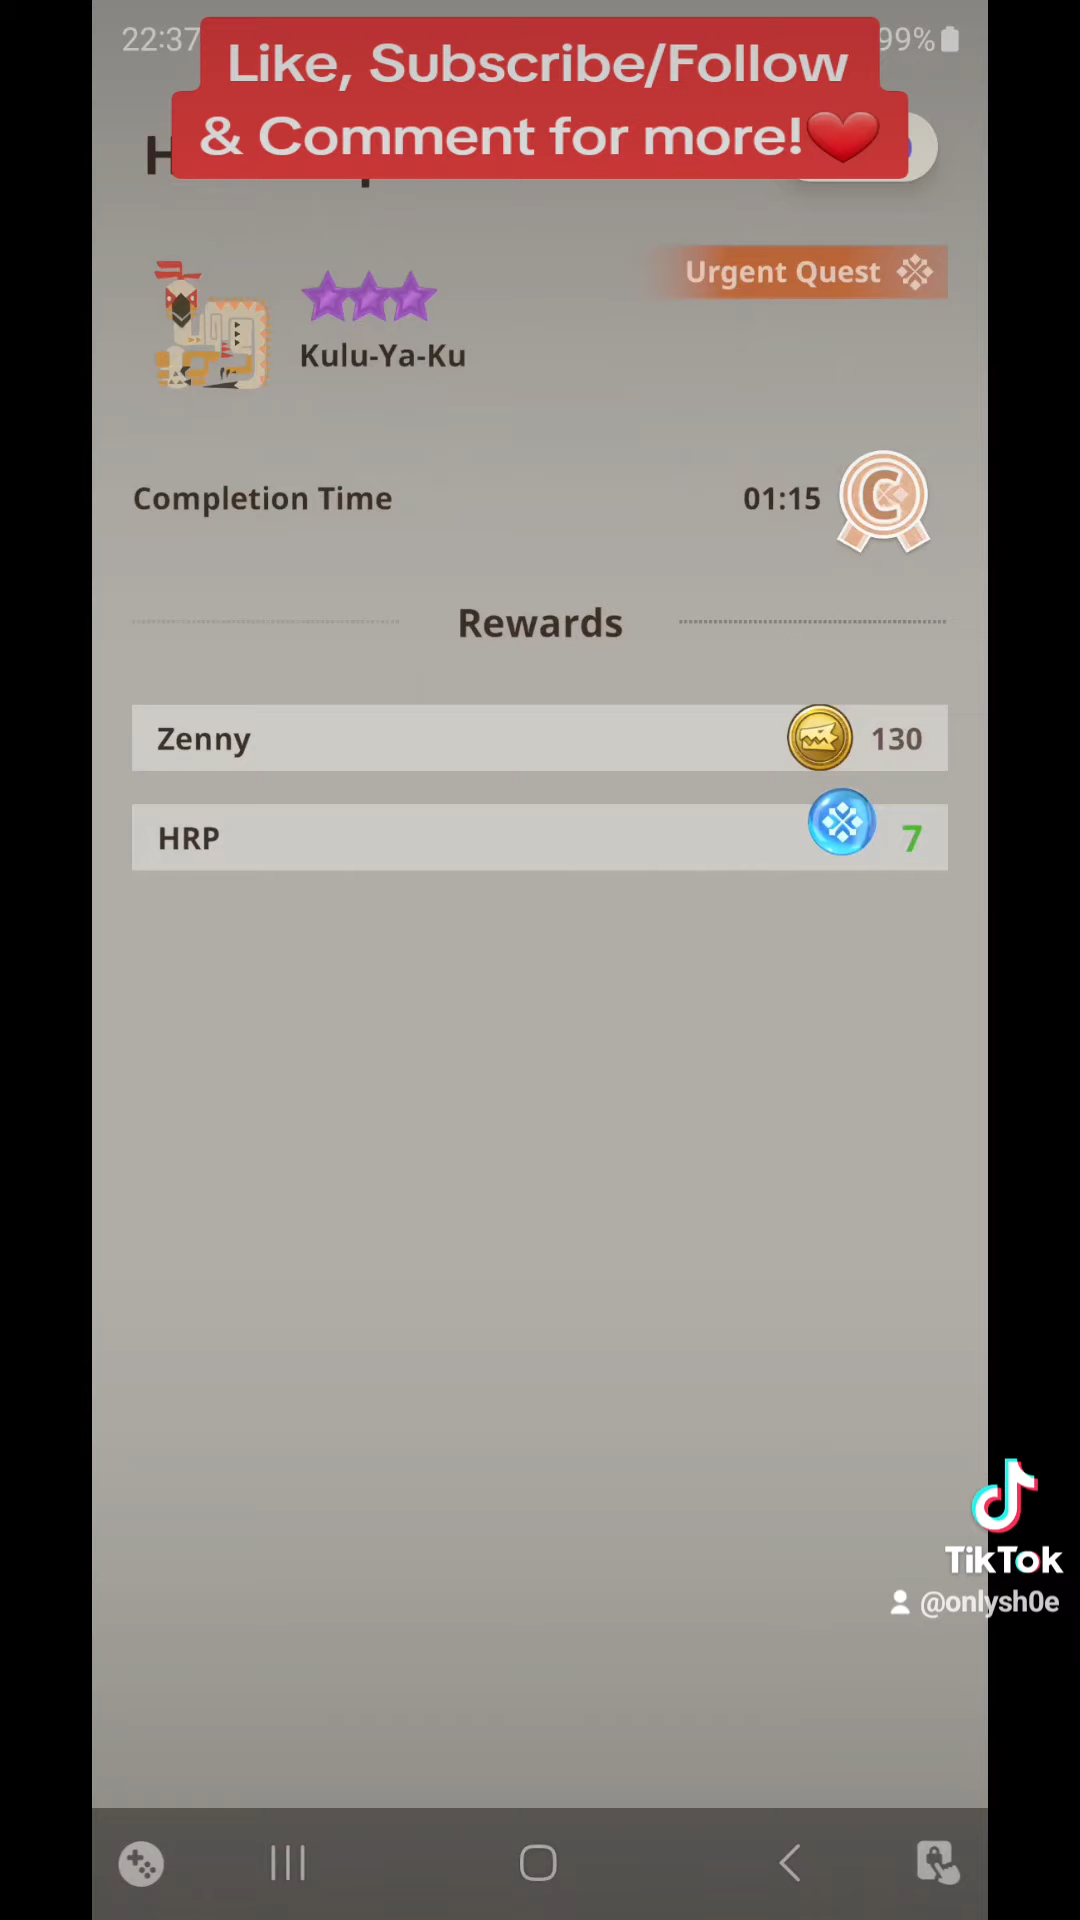 22:37
99%
Like, Subscribe/Follow
& Comment for more!❤️
Urgent Quest
Kulu-Ya-Ku
Completion Time 01:15 C
Rewards
Zenny 130
HRP 7
TikTok
@onlysh0e